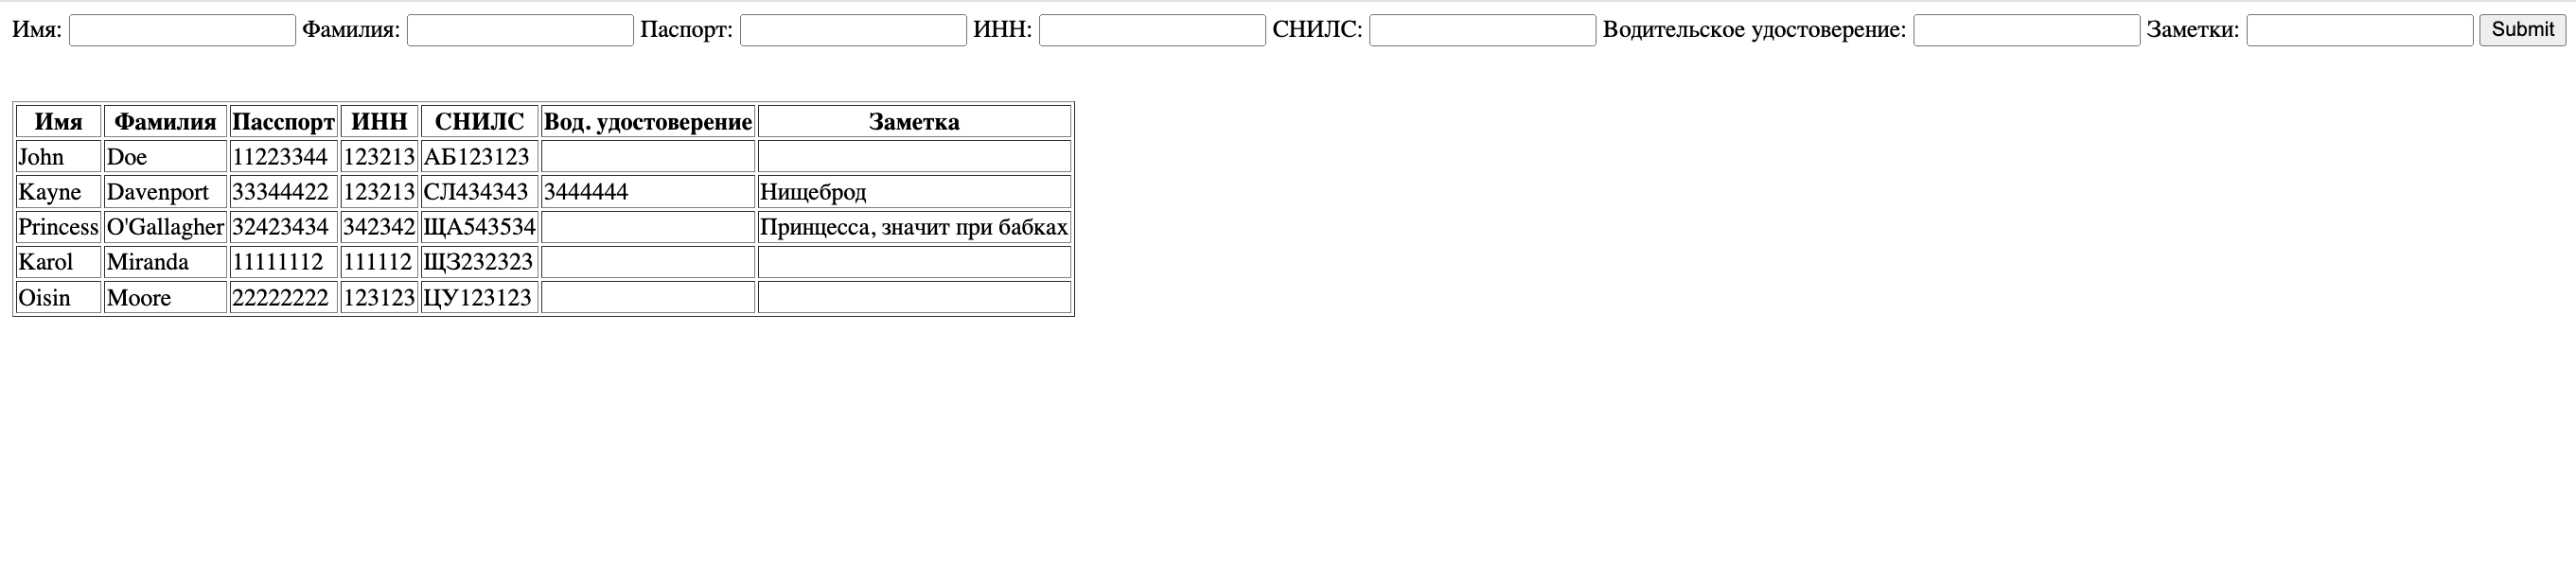 Имя: Фамилия: Паспорт: ИНН: СНИЛС: Водительское удостоверение: Заметки: Submit
Имя Фамилия Пасспорт ИНН СНИЛС Вод. удостоверение Заметка
John Doe 11223344 123213 АБ123123
Kayne Davenport 33344422 123213 СЛ434343 3444444 Нищеброд
Princess O'Gallagher 32423434 342342 ЩА543534 Принцесса, значит при бабках
Karol Miranda 11111112 111112 ЩЗ232323
Oisin Moore 22222222 123123 ЦУ123123